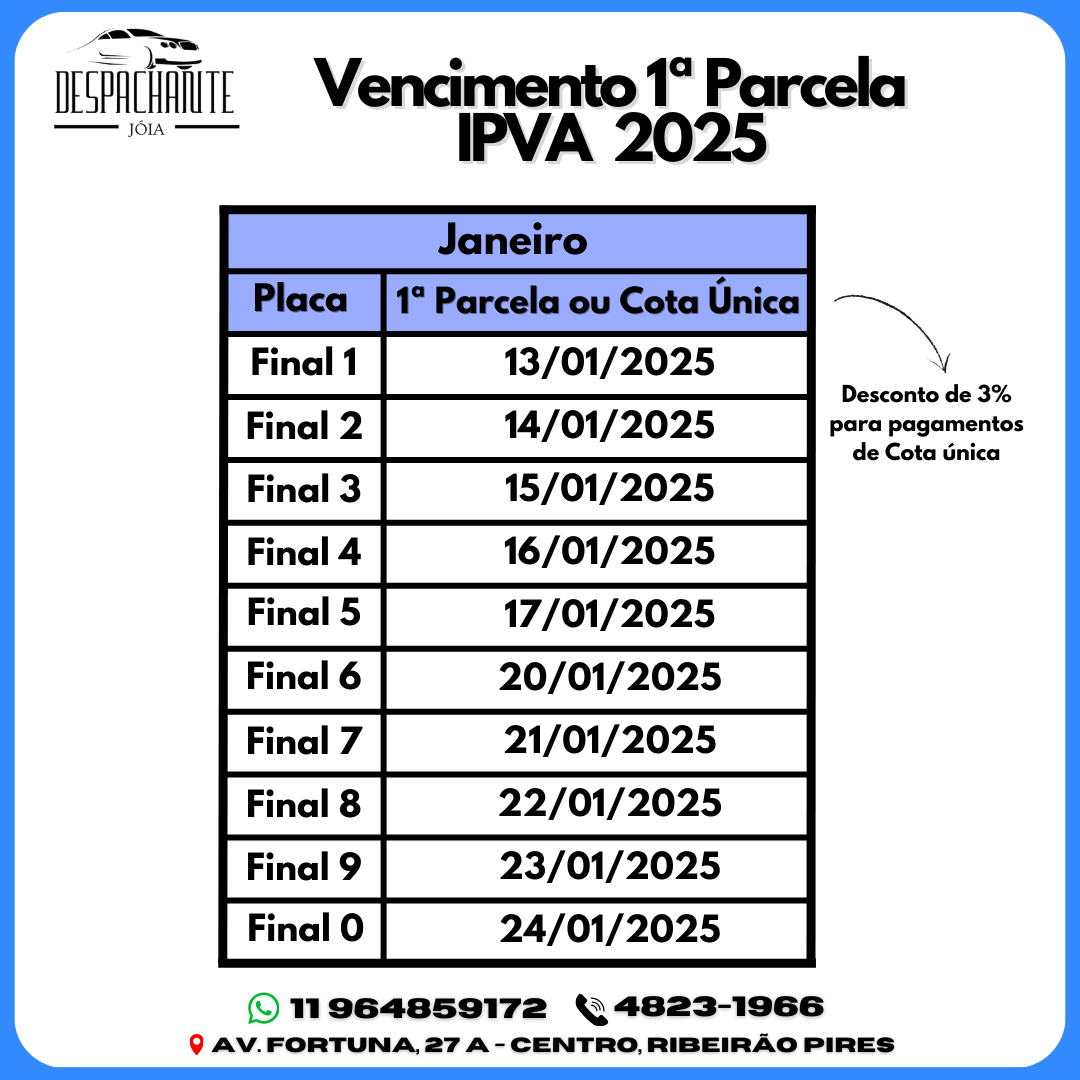 DESPACHANTE
JÓIA
Vencimento 1ª Parcela
IPVA 2025
Janeiro
Placa 1ª Parcela ou Cota Única
Final 1 13/01/2025
Final 2 14/01/2025
Final 3 15/01/2025
Final 4 16/01/2025
Final 5 17/01/2025
Final 6 20/01/2025
Final 7 21/01/2025
Final 8 22/01/2025
Final 9 23/01/2025
Final 0 24/01/2025
Desconto de 3%
para pagamentos
de Cota única
11 964859172 4823-1966
AV. FORTUNA, 27 A - CENTRO, RIBEIRÃO PIRES